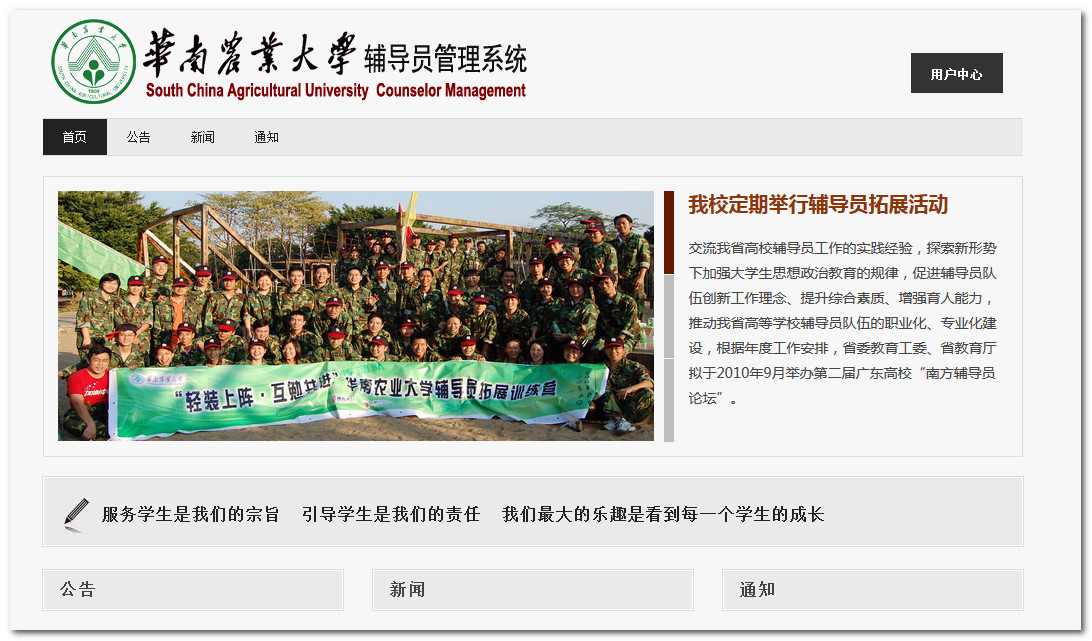 華南農業大學 辅导员管理系统
South China Agricultural University Counselor Management
用户中心
首页 公告 新闻 通知
我校定期举行辅导员拓展活动
交流我省高校辅导员工作的实践经验，探索新形势
下加强大学生思想政治教育的规律，促进辅导员队
伍创新工作理念、提升综合素质、增强育人能力，
推动我省高等学校辅导员队伍的职业化、专业化建
设，根据年度工作安排，省委教育工委、省教育厅
拟于2010年9月举办第二届广东高校“南方辅导员
论坛”。
“轻装上阵·互勉共进”华南农业大学辅导员拓展训练营
服务学生是我们的宗旨 引导学生是我们的责任 我们最大的乐趣是看到每一个学生的成长
公告 新闻 通知